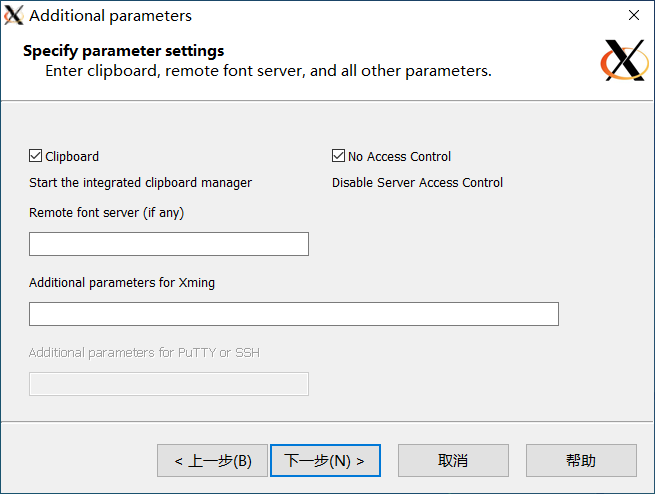 Additional parameters
Specify parameter settings
Enter clipboard, remote font server, and all other parameters.
Clipboard
No Access Control
Start the integrated clipboard manager
Disable Server Access Control
Remote font server (if any)
Additional parameters for Xming
Additional parameters for PuTTY or SSH
< 上一步(B)
下一步(N) >
取消
帮助